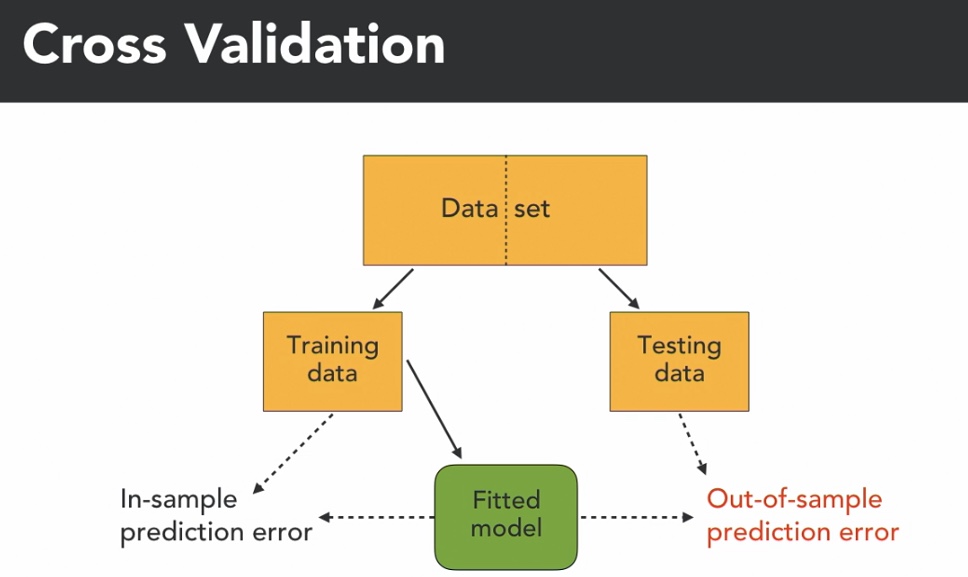 Cross Validation
Data set
Training
data
Testing
data
In-sample
prediction error
Fitted
model
Out-of-sample
prediction error